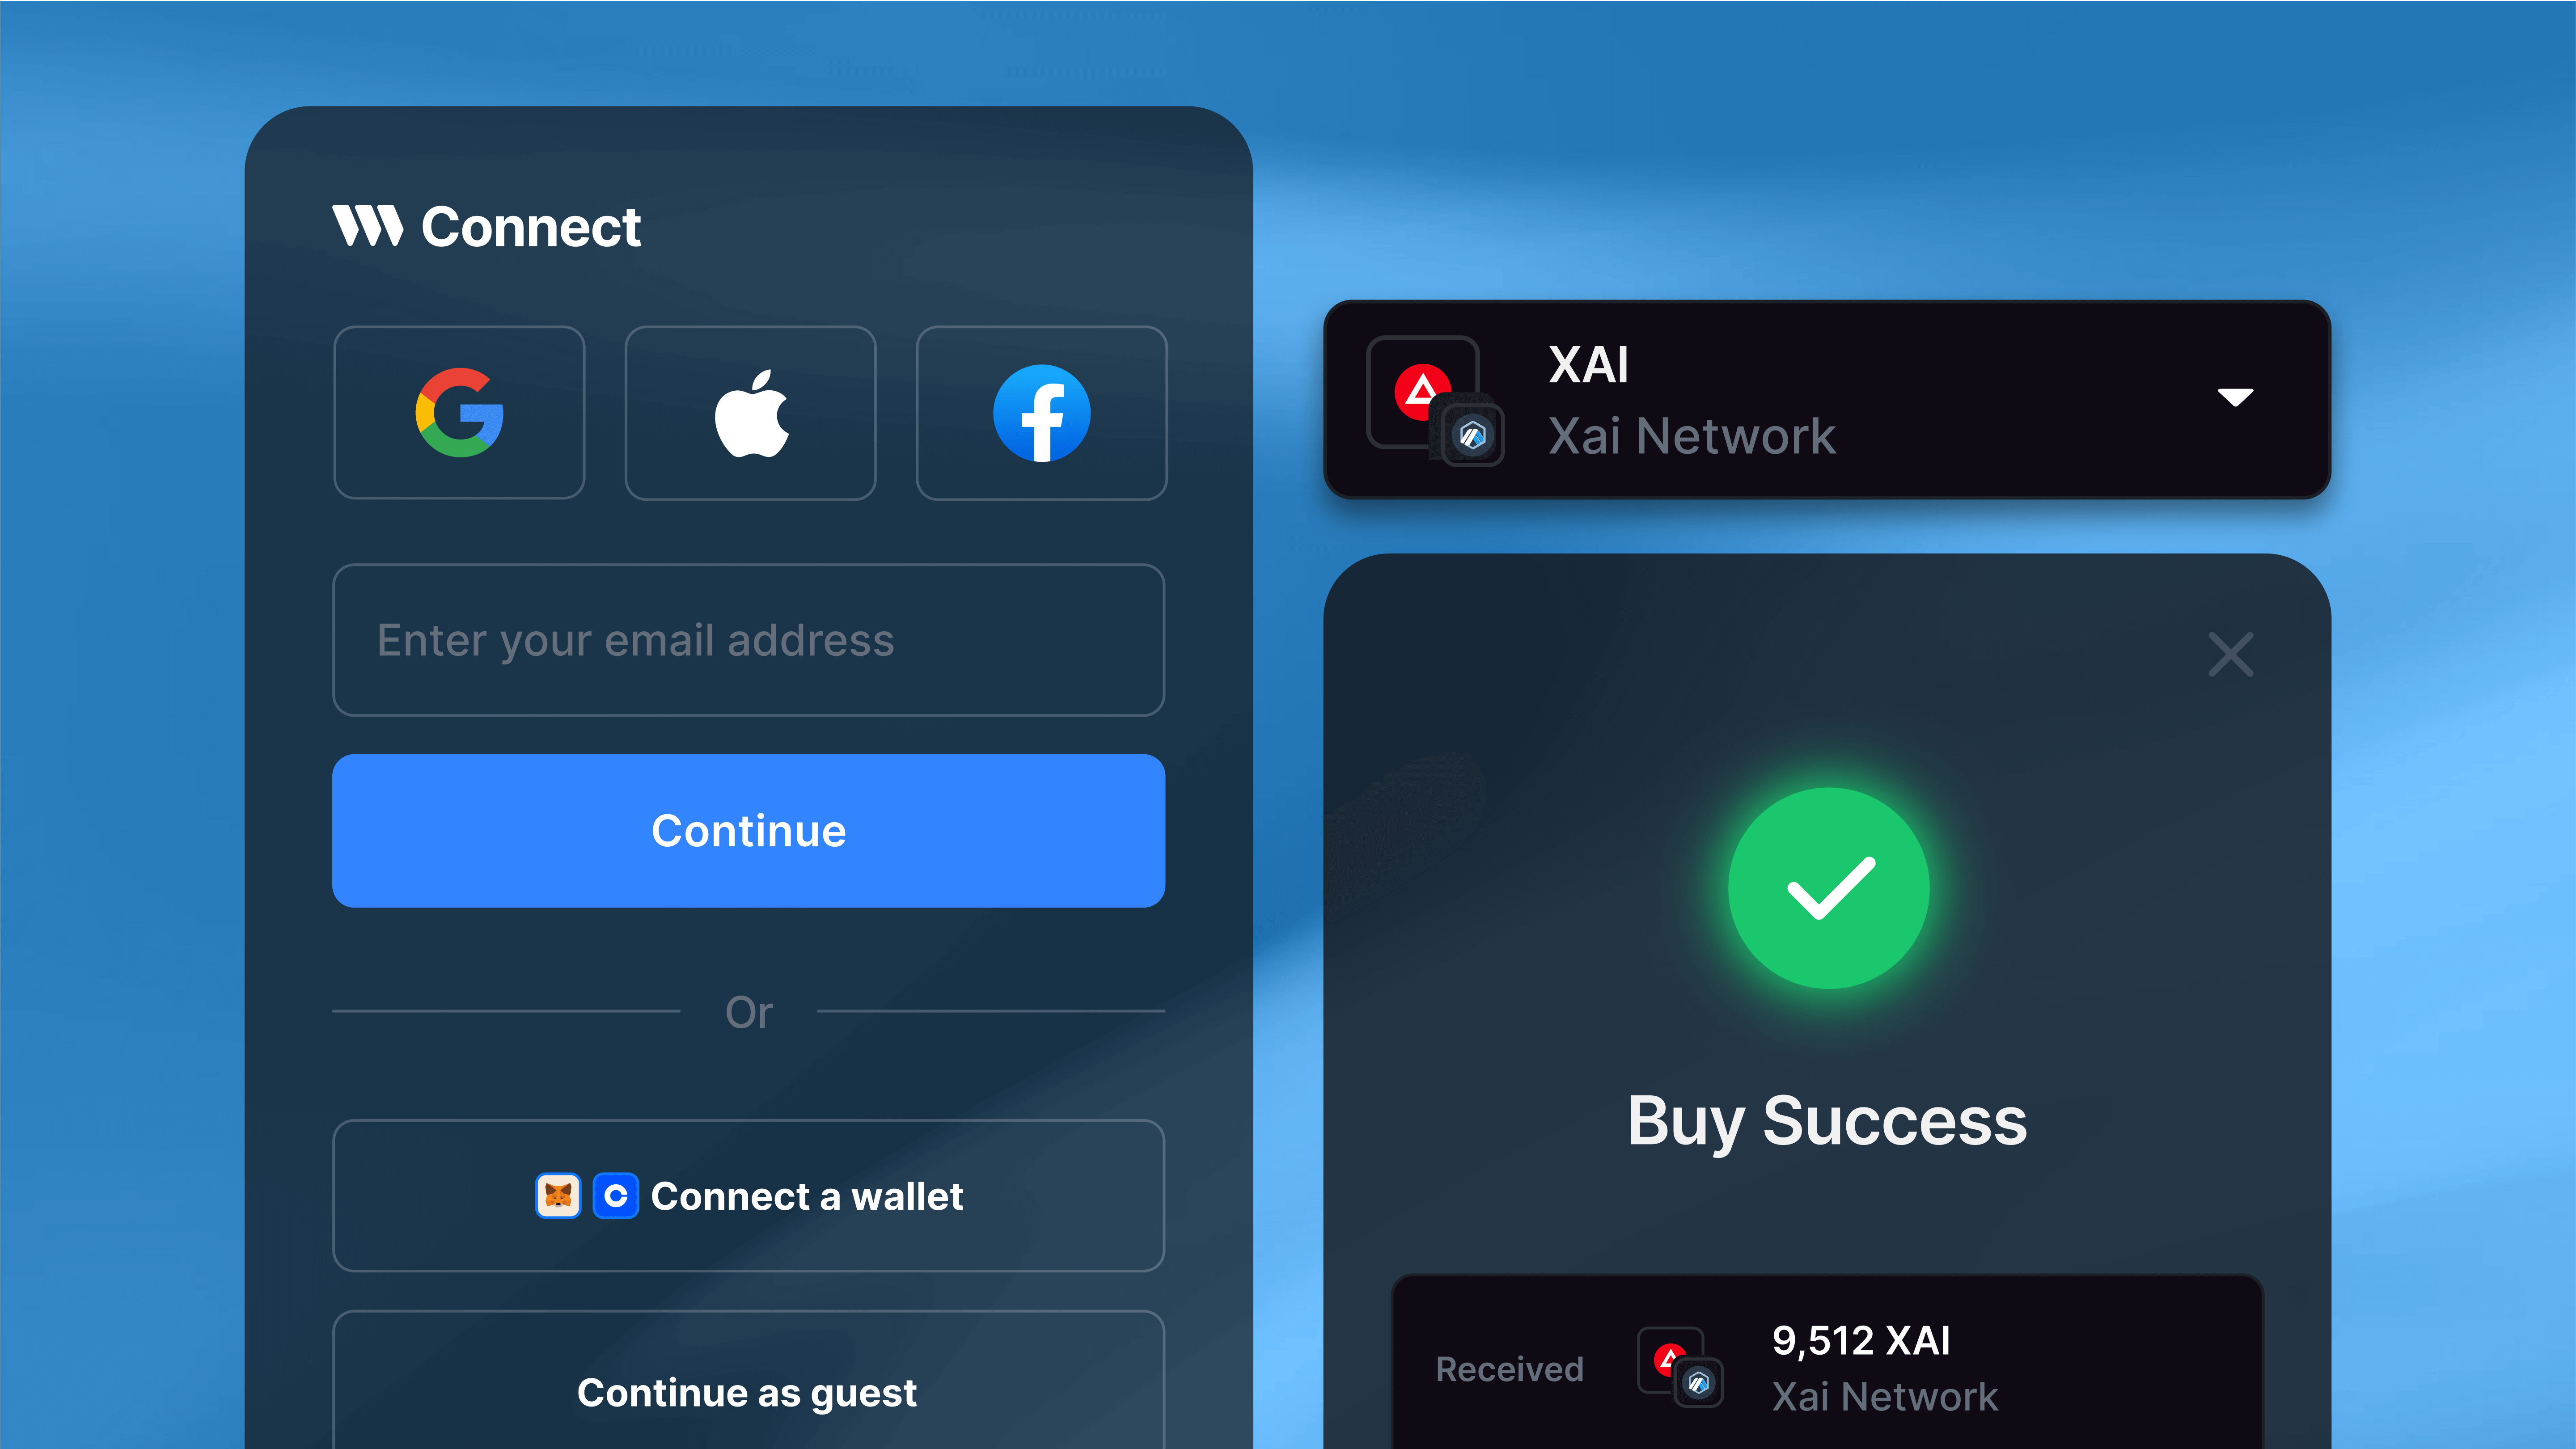 Connect
Enter your email address
Continue
Or
Connect a wallet
Continue as guest
XAI
Xai Network
Buy Success
Received
9,512 XAI
Xai Network